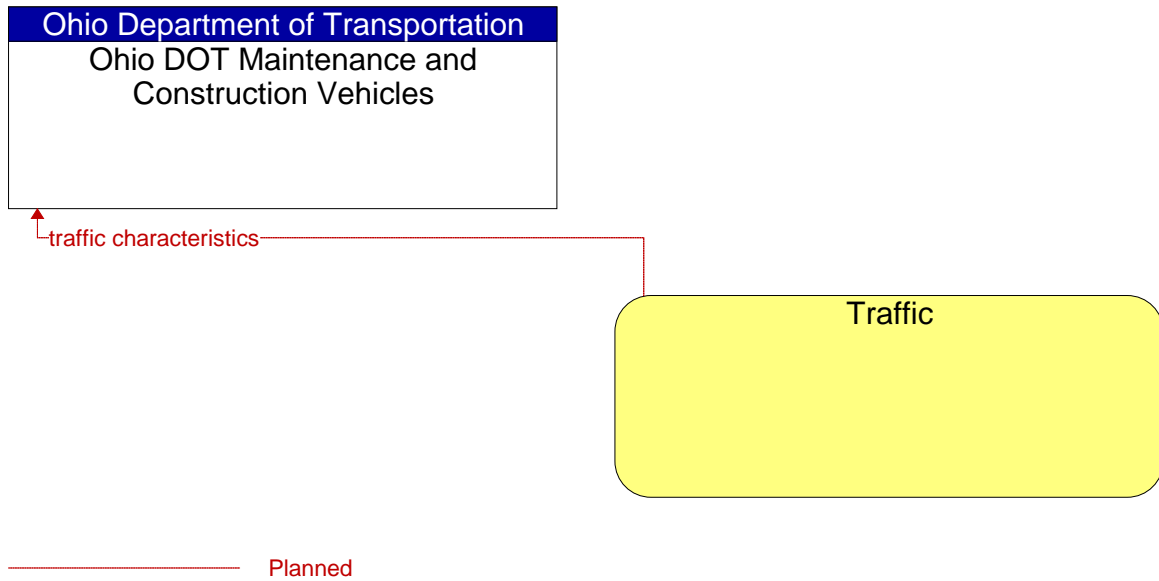 Ohio Department of Transportation
Ohio DOT Maintenance and
Construction Vehicles
traffic characteristics
Traffic
Planned